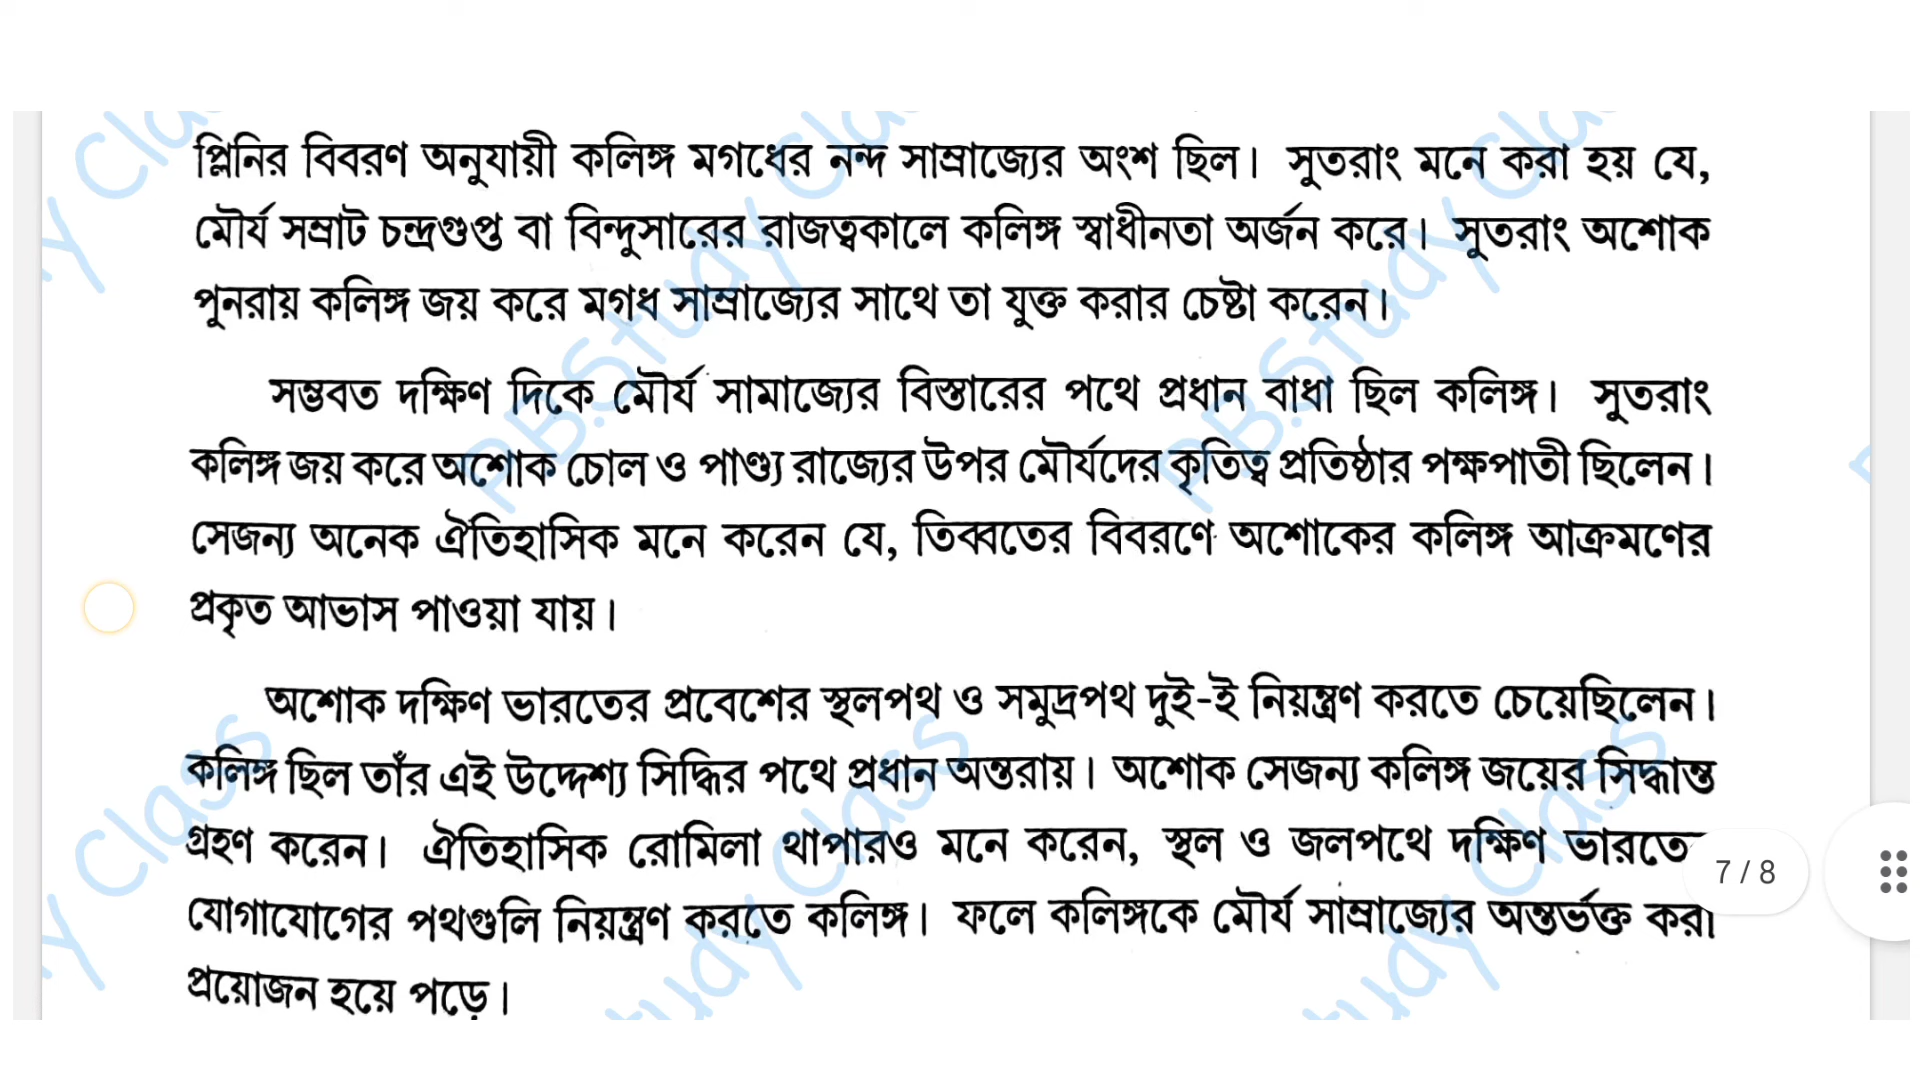 প্লিনির বিবরণ অনুযায়ী কলিঙ্গ মগধের নন্দ সাম্রাজ্যের অংশ ছিল। সুতরাং মনে করা হয় যে,
মৌর্য সম্রাট চন্দ্রগুপ্ত বা বিন্দুসারের রাজত্বকালে কলিঙ্গ স্বাধীনতা অর্জন করে। সুতরাং অশোক
পুনরায় কলিঙ্গ জয় করে মগধ সাম্রাজ্যের সাথে তা যুক্ত করার চেষ্টা করেন।
সম্ভবত দক্ষিণ দিকে মৌর্য সামাজ্যের বিস্তারের পথে প্রধান বাধা ছিল কলিঙ্গ। সুতরাং
কলিঙ্গ জয় করে অশোক চোল ও পাণ্ড্য রাজ্যের উপর মৌর্যদের কৃতিত্ব প্রতিষ্ঠার পক্ষপাতী ছিলেন।
সেজন্য অনেক ঐতিহাসিক মনে করেন যে, তিব্বতের বিবরণে অশোকের কলিঙ্গ আক্রমণের
প্রকৃত আভাস পাওয়া যায়।
অশোক দক্ষিণ ভারতের প্রবেশের স্থলপথ ও সমুদ্রপথ দুই-ই নিয়ন্ত্রণ করতে চেয়েছিলেন।
কলিঙ্গ ছিল তাঁর এই উদ্দেশ্য সিদ্ধির পথে প্রধান অন্তরায়। অশোক সেজন্য কলিঙ্গ জয়ের সিদ্ধান্ত
গ্রহণ করেন। ঐতিহাসিক রোমিলা থাপারও মনে করেন, স্থল ও জলপথে দক্ষিণ ভারতের
যোগাযোগের পথগুলি নিয়ন্ত্রণ করতে কলিঙ্গ। ফলে কলিঙ্গকে মৌর্য সাম্রাজ্যের অন্তর্ভক্ত করা
প্রয়োজন হয়ে পড়ে।
7 / 8
P.B.Study Class
P.B.Study Class